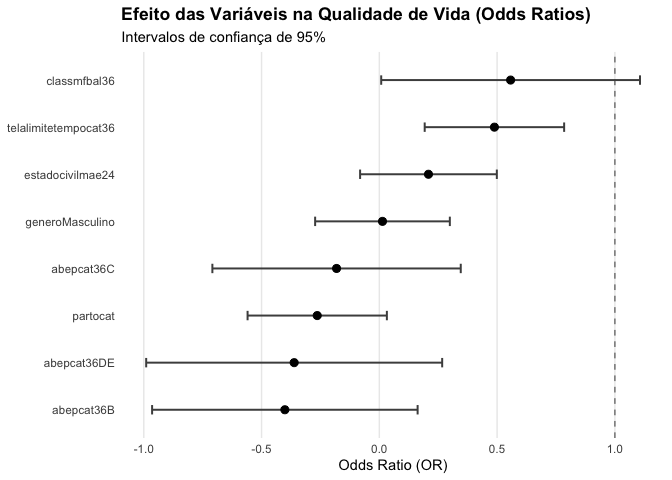 Efeito das Variáveis na Qualidade de Vida (Odds Ratios)
Intervalos de confiança de 95%
classmfbal36
telalimitetempocat36
estadocivilmae24
generoMasculino
abepcat36C
partocat
abepcat36DE
abepcat36B
-1.0 -0.5 0.0 0.5 1.0
Odds Ratio (OR)